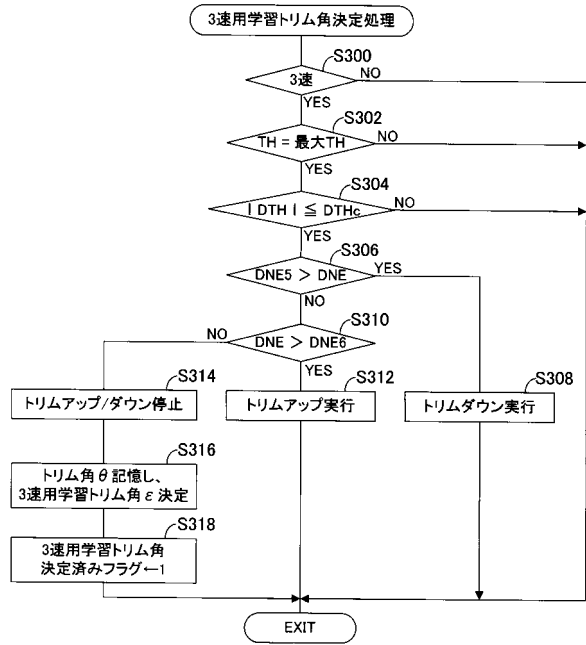 3速用学習トリム角決定処理
S300
3速
NO
YES
S302
TH = 最大TH
NO
YES
S304
| DTH | ≦ DTHc
NO
YES
S306
DNE5 > DNE
YES
NO
S310
DNE > DNE6
NO
YES
S314
トリムアップ/ダウン停止
S312
トリムアップ実行
S308
トリムダウン実行
S316
トリム角θ記憶し、
3速用学習トリム角ε決定
S318
3速用学習トリム角
決定済みフラグ←1
EXIT